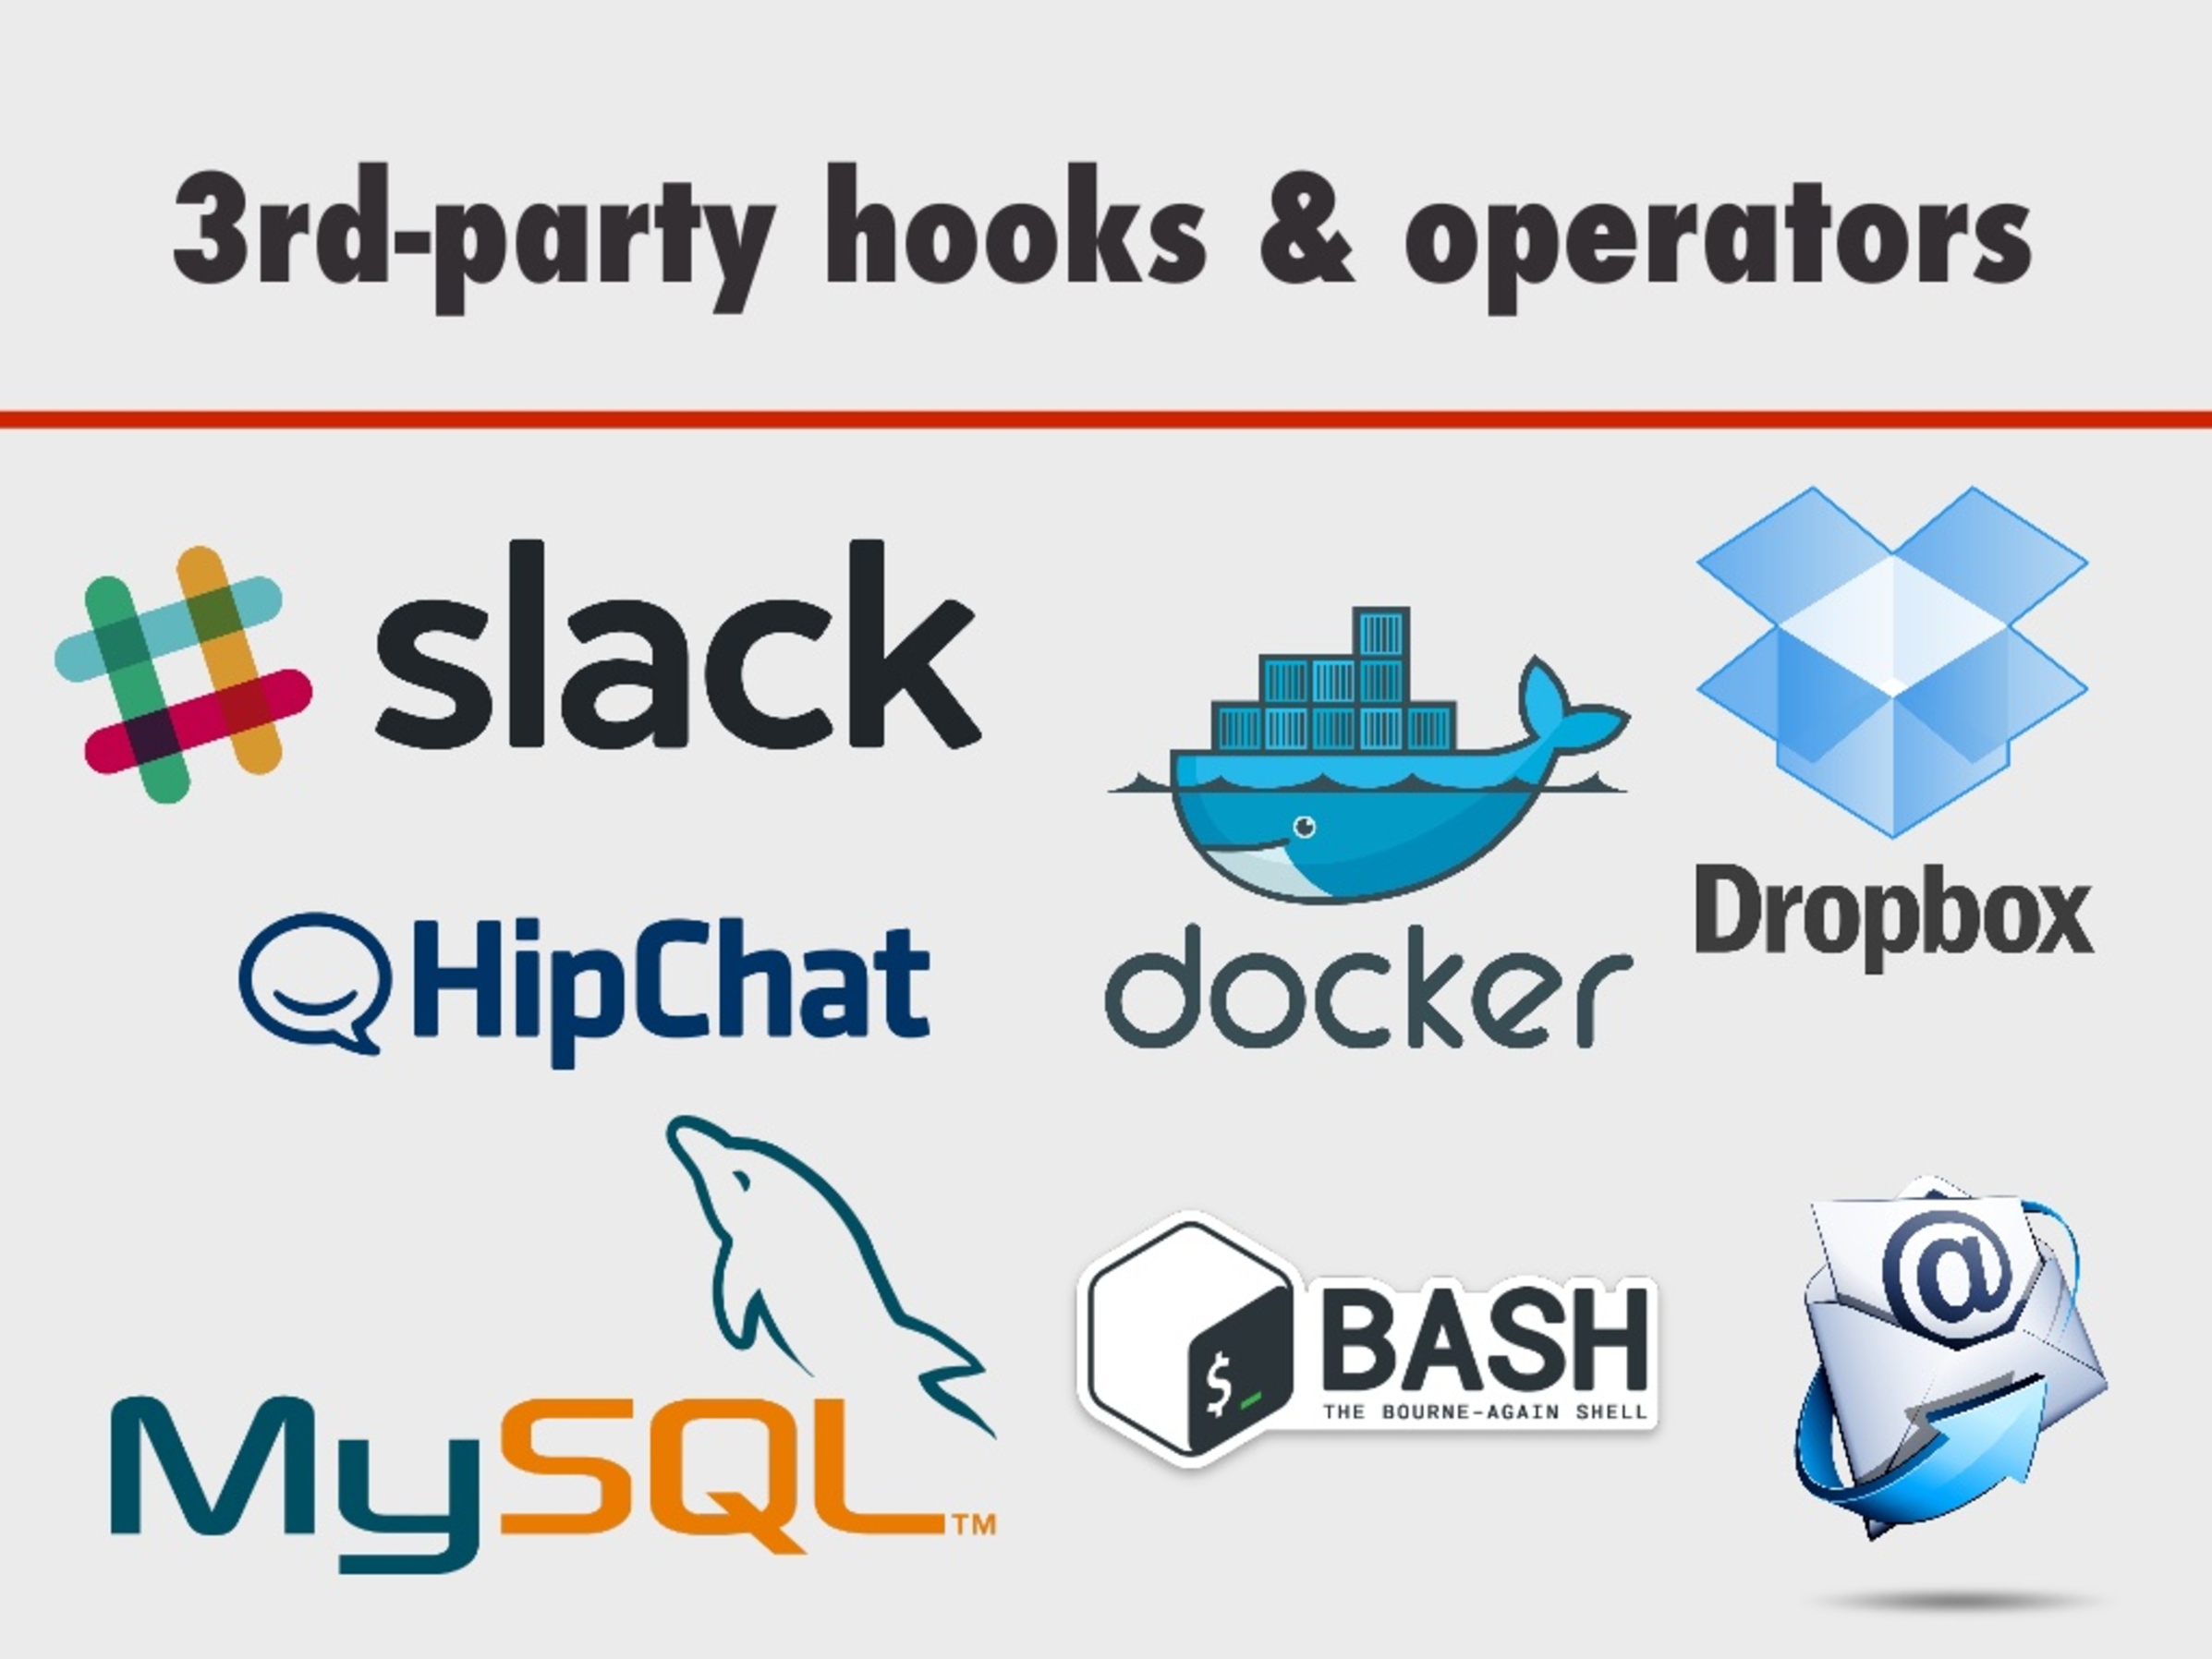 3rd-party hooks & operators
slack
HipChat
docker
Dropbox
MySQL™
$_
BASH
THE BOURNE-AGAIN SHELL
@